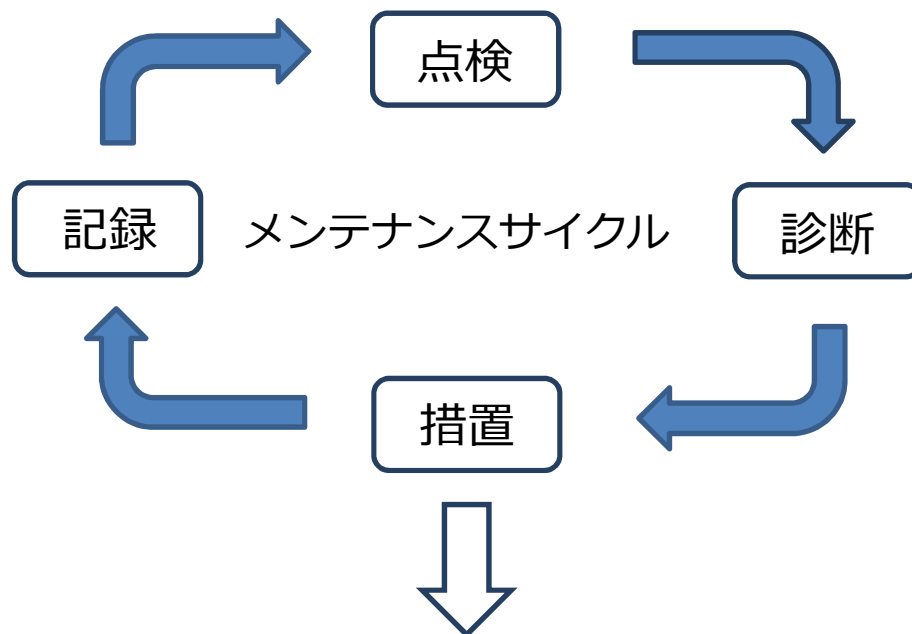 点検
記録
メンテナンスサイクル
診断
措置